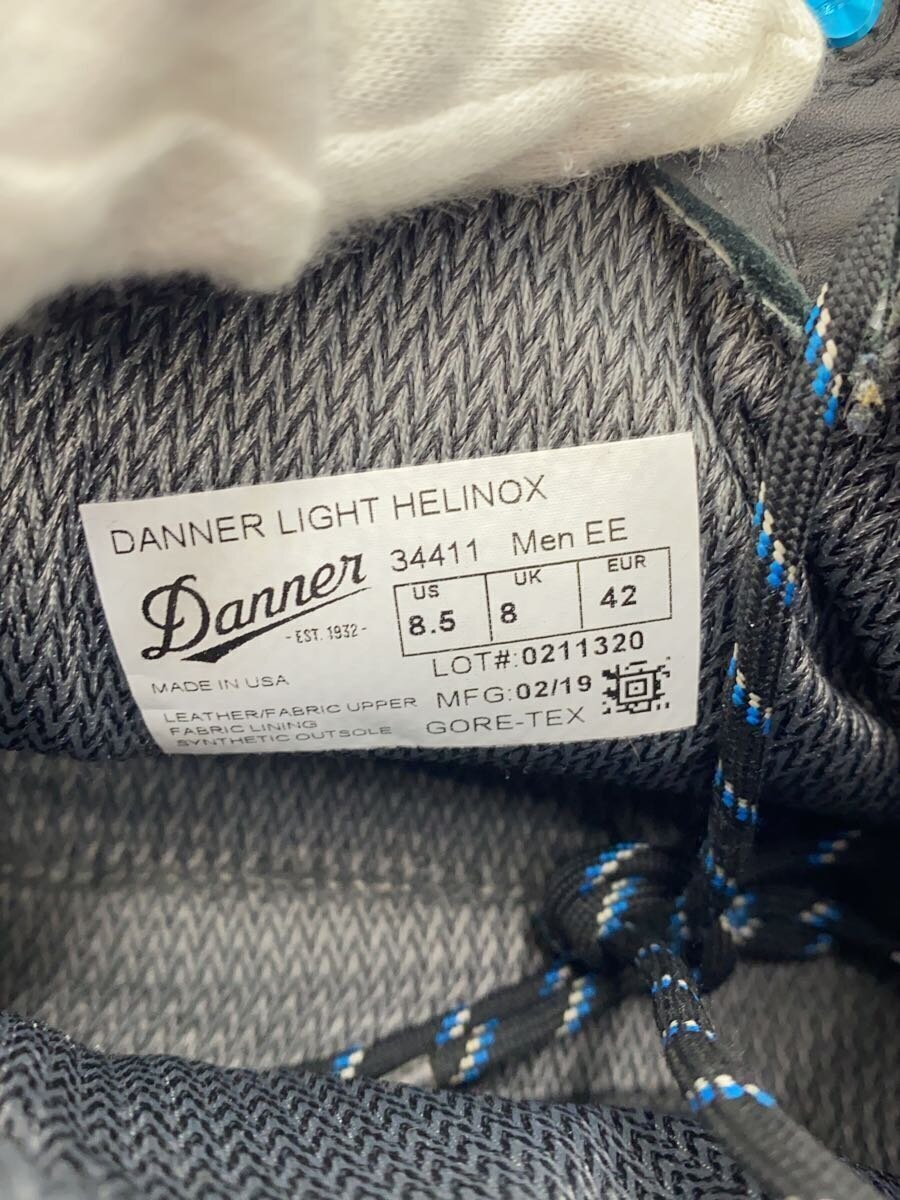 DANNER LIGHT HELINOX
Danner
-EST. 1932-
34411 Men EE
US UK EUR
8.5 8 42
LOT#:0211320
MADE IN USA
MFG:02/19
LEATHER/FABRIC UPPER
FABRIC LINING
SYNTHETIC OUTSOLE
GORE-TEX